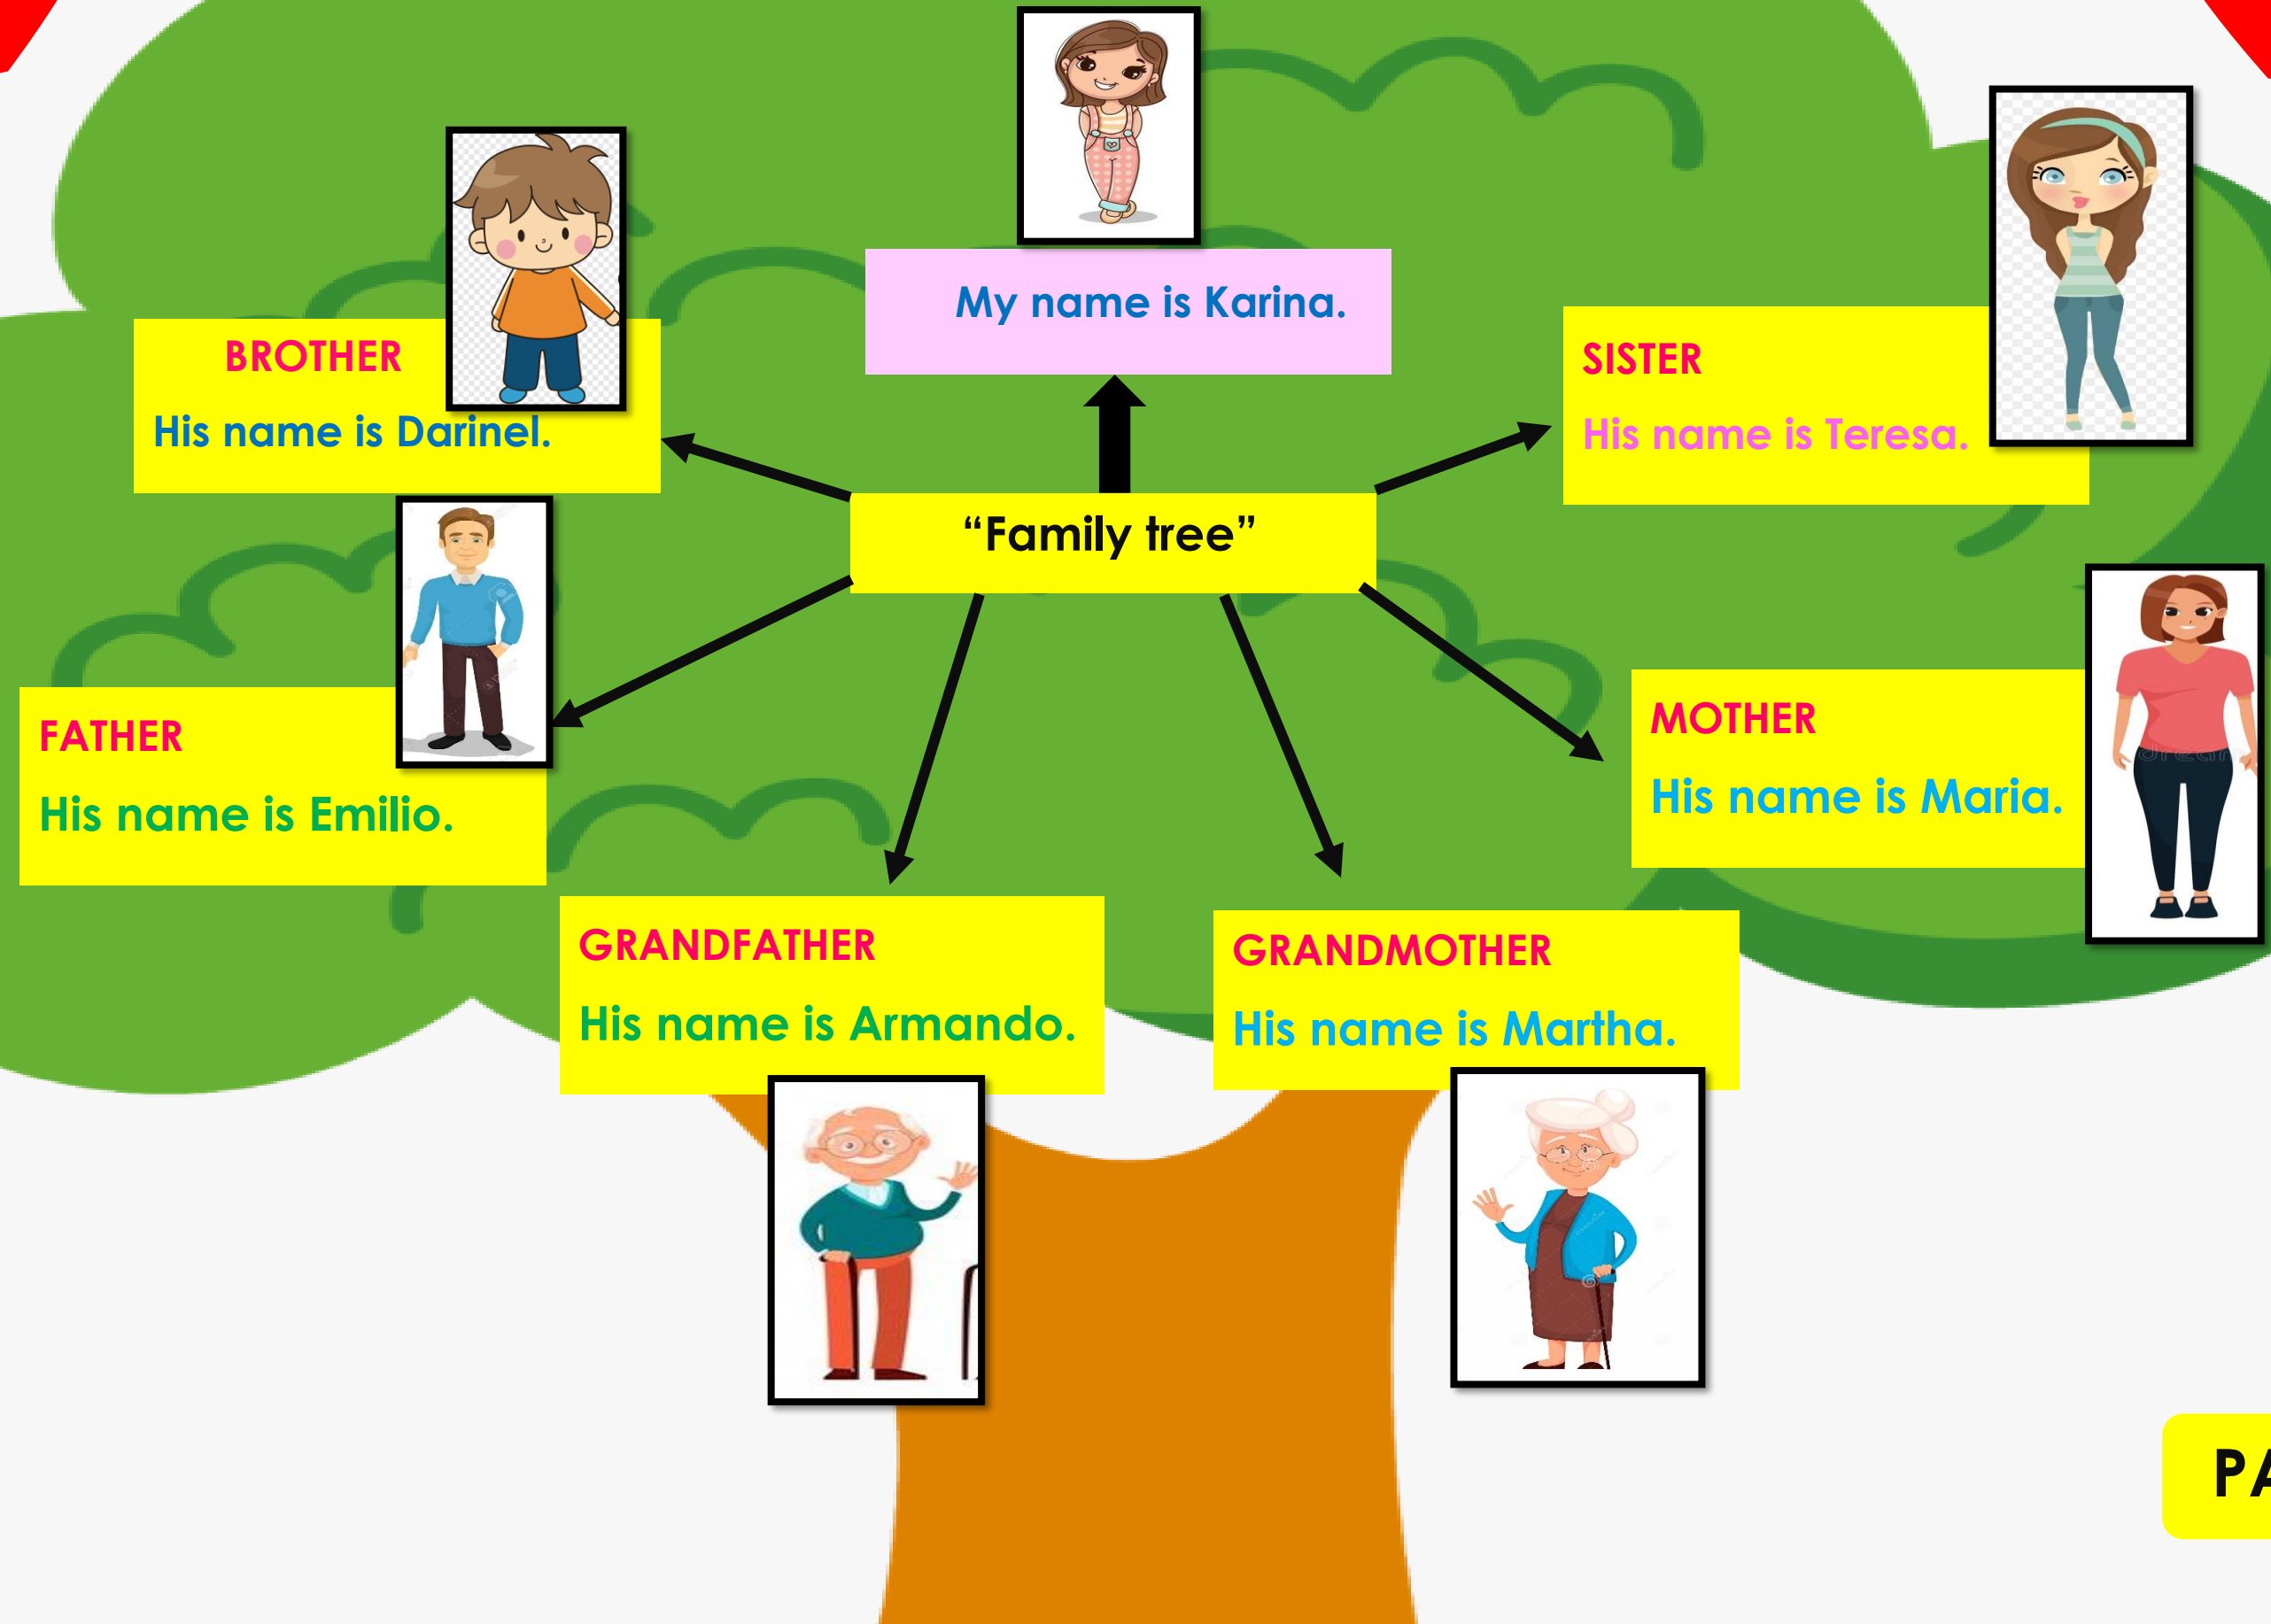 My name is Karina.
BROTHER
His name is Darinel.
SISTER
His name is Teresa.
“Family tree”
FATHER
His name is Emilio.
MOTHER
His name is Maria.
GRANDFATHER
His name is Armando.
GRANDMOTHER
His name is Martha.